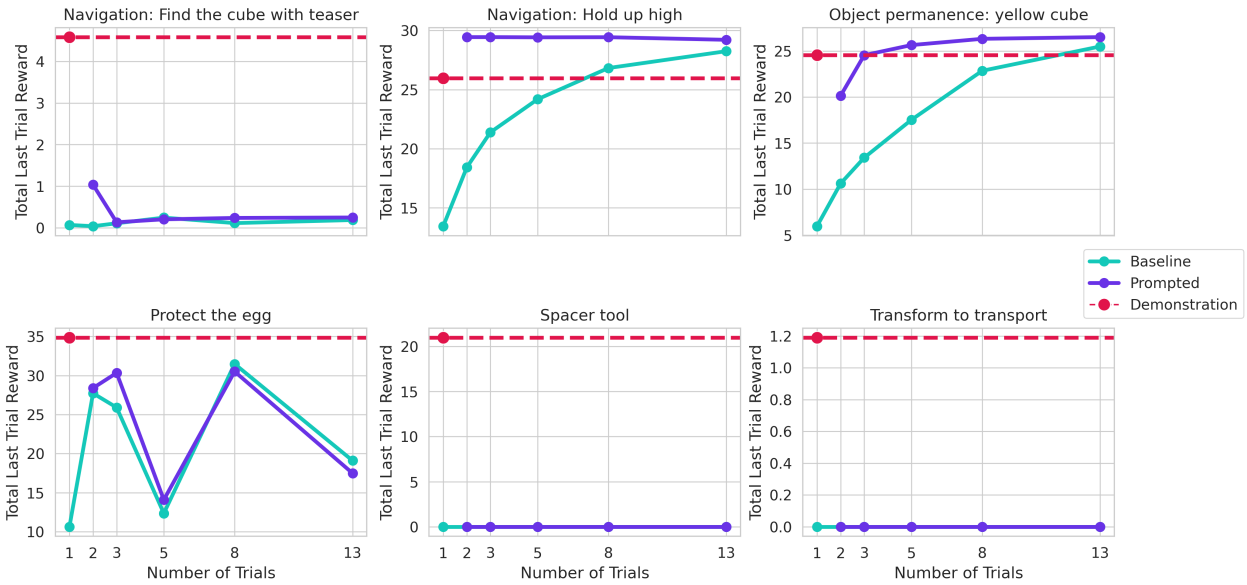 Navigation: Find the cube with teaser
Total Last Trial Reward
4
3
2
1
0
Navigation: Hold up high
Total Last Trial Reward
30
25
20
15
Object permanence: yellow cube
Total Last Trial Reward
25
20
15
10
5
Baseline
Prompted
Demonstration
Protect the egg
Total Last Trial Reward
35
30
25
20
15
10
1 2 3 5 8 13
Number of Trials
Spacer tool
Total Last Trial Reward
20
15
10
5
0
1 2 3 5 8 13
Number of Trials
Transform to transport
Total Last Trial Reward
1.2
1.0
0.8
0.6
0.4
0.2
0.0
1 2 3 5 8 13
Number of Trials